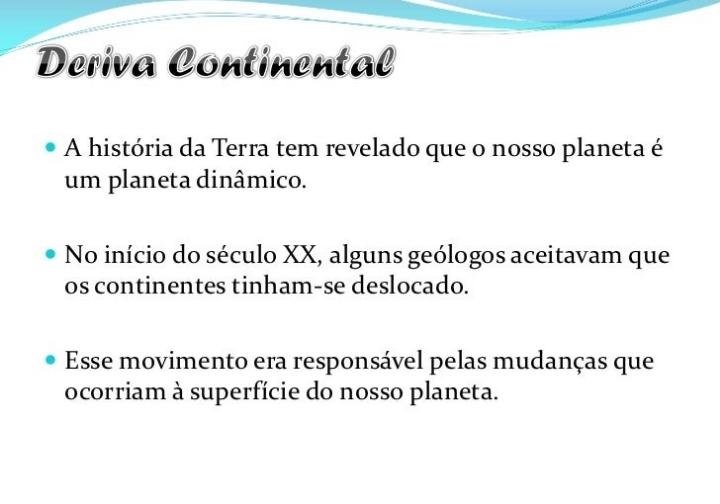 Deriva Continental
• A história da Terra tem revelado que o nosso planeta é
um planeta dinâmico.
• No início do século XX, alguns geólogos aceitavam que
os continentes tinham-se deslocado.
• Esse movimento era responsável pelas mudanças que
ocorriam à superfície do nosso planeta.